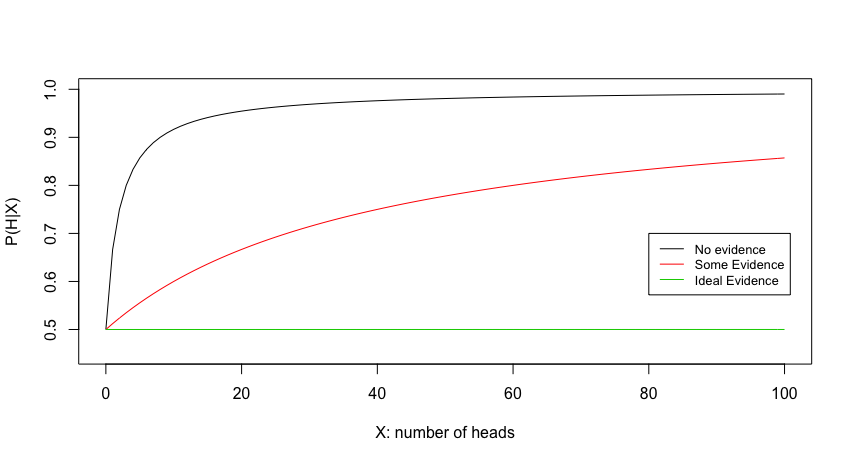 1.0
0.9
0.8
0.7
0.6
0.5
P(H|X)
No evidence
Some Evidence
Ideal Evidence
0 20 40 60 80 100
X: number of heads